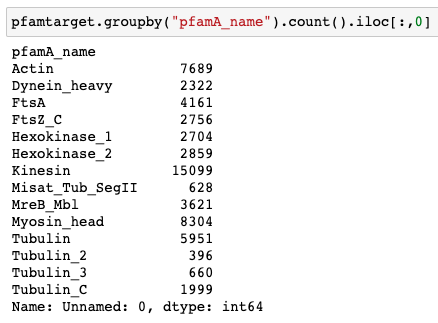 pfamtarget.groupby("pfamA_name").count().iloc[:,0]
pfamA_name
Actin 7689
Dynein_heavy 2322
FtsA 4161
FtsZ_C 2756
Hexokinase_1 2704
Hexokinase_2 2859
Kinesin 15099
Misat_Tub_SegII 628
MreB_Mbl 3621
Myosin_head 8304
Tubulin 5951
Tubulin_2 396
Tubulin_3 660
Tubulin_C 1999
Name: Unnamed: 0, dtype: int64